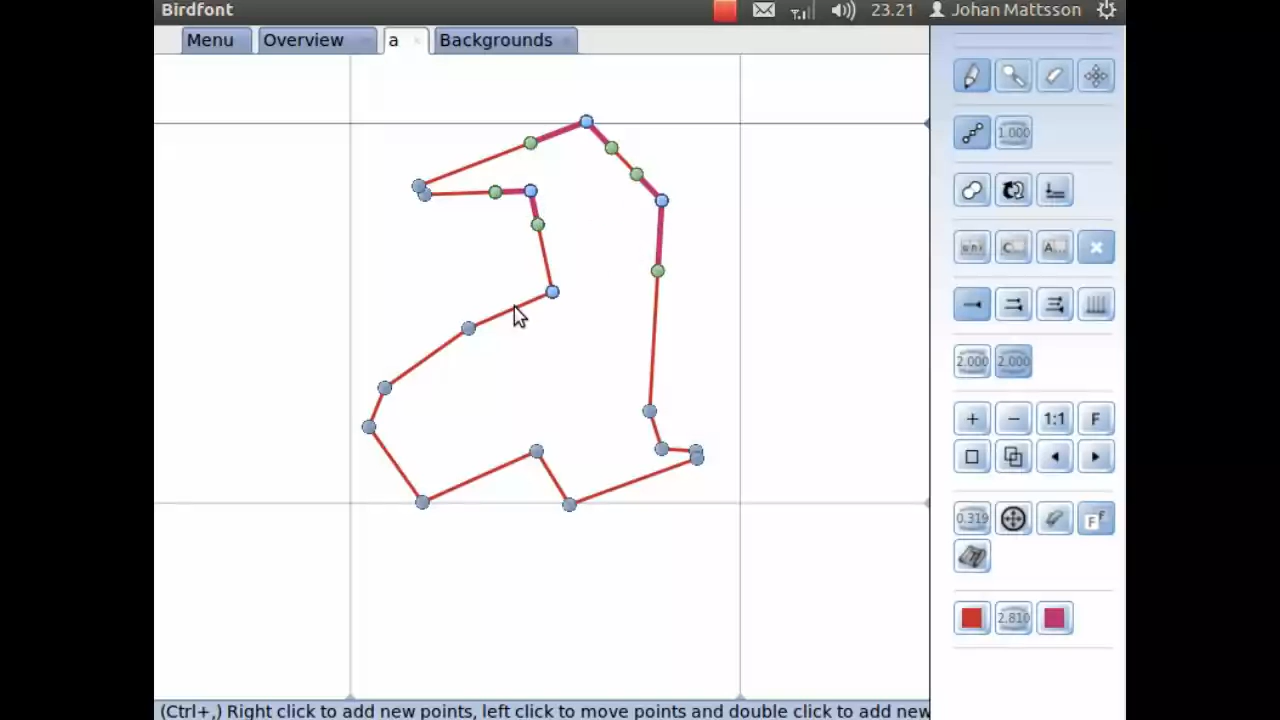 Birdfont 23.21 Johan Mattsson
Menu Overview a Backgrounds
1.000
C... A...
2.000 2.000
+ − 1:1 F
0.319 F F
2.810
(Ctrl+,) Right click to add new points, left click to move points and double click to add new